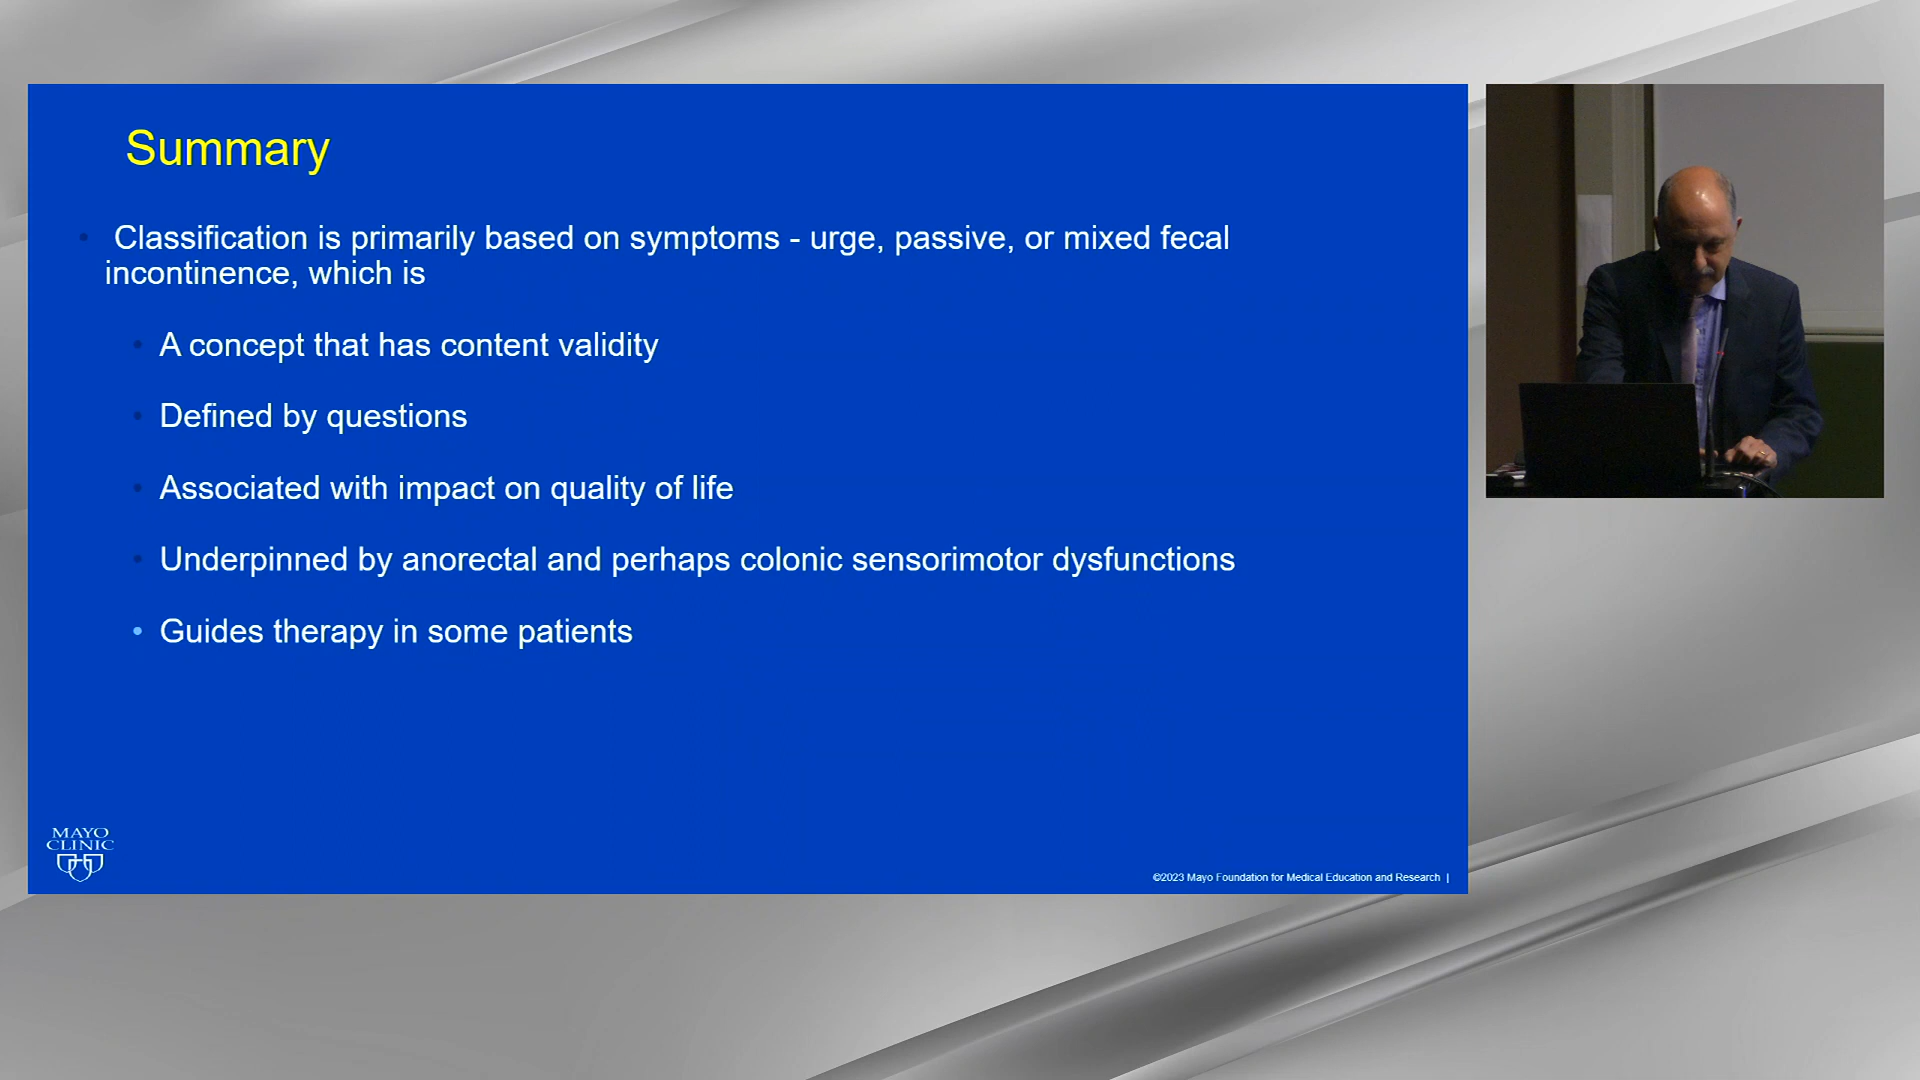 Summary
• Classification is primarily based on symptoms - urge, passive, or mixed fecal
incontinence, which is
• A concept that has content validity
• Defined by questions
• Associated with impact on quality of life
• Underpinned by anorectal and perhaps colonic sensorimotor dysfunctions
• Guides therapy in some patients
MAYO
CLINIC
©2023 Mayo Foundation for Medical Education and Research |